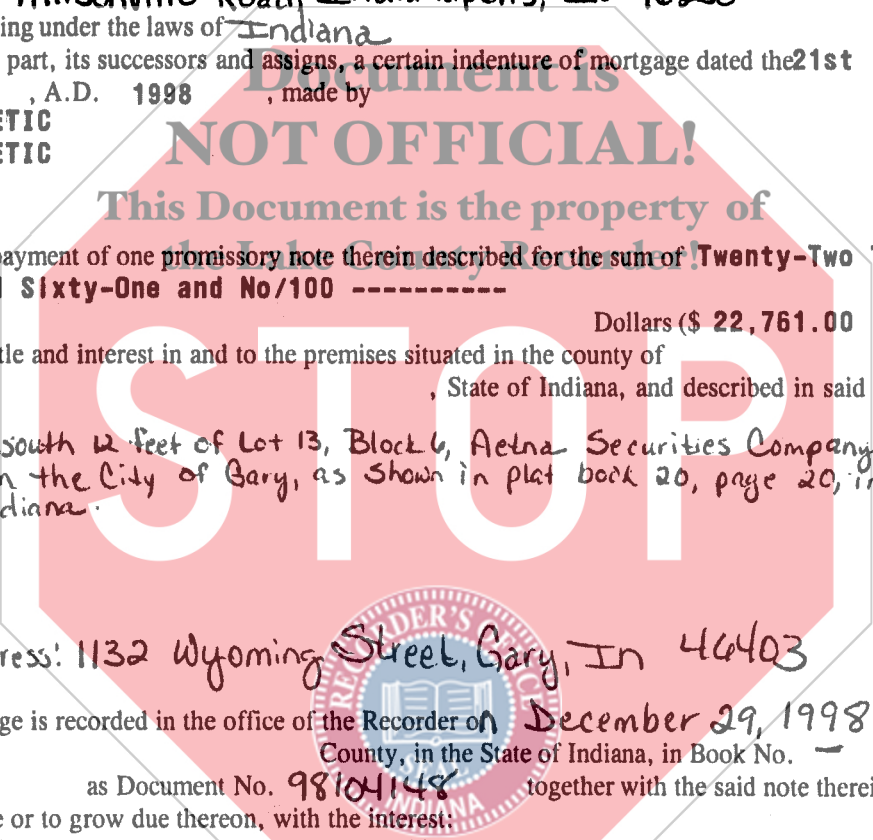 Road, Indianapolis,
ing under the laws of Indiana
part, its successors and assigns, a certain indenture of mortgage dated the 21st
, A.D. 1998 , made by
ETIC
ETIC
Document is
NOT OFFICIAL!
This Document is the property of
the Lake County Recorder!
payment of one promissory note therein described for the sum of Twenty-Two
Sixty-One and No/100 ----------
Dollars ($ 22,761.00
tle and interest in and to the premises situated in the county of
, State of Indiana, and described in said
STOP
south 12 feet of Lot 13, Block 6, Aetna Securities Company
n the City of Gary, as shown in plat book 20, page 20, in
diana.
RECORDER'S OFFICE
SEAL
INDIANA
ress: 1132 Wyoming Street, Gary, In 46403
ge is recorded in the office of the Recorder on December 29, 1998
County, in the State of Indiana, in Book No. —
as Document No. 98104148 together with the said note therei
e or to grow due thereon, with the interest: